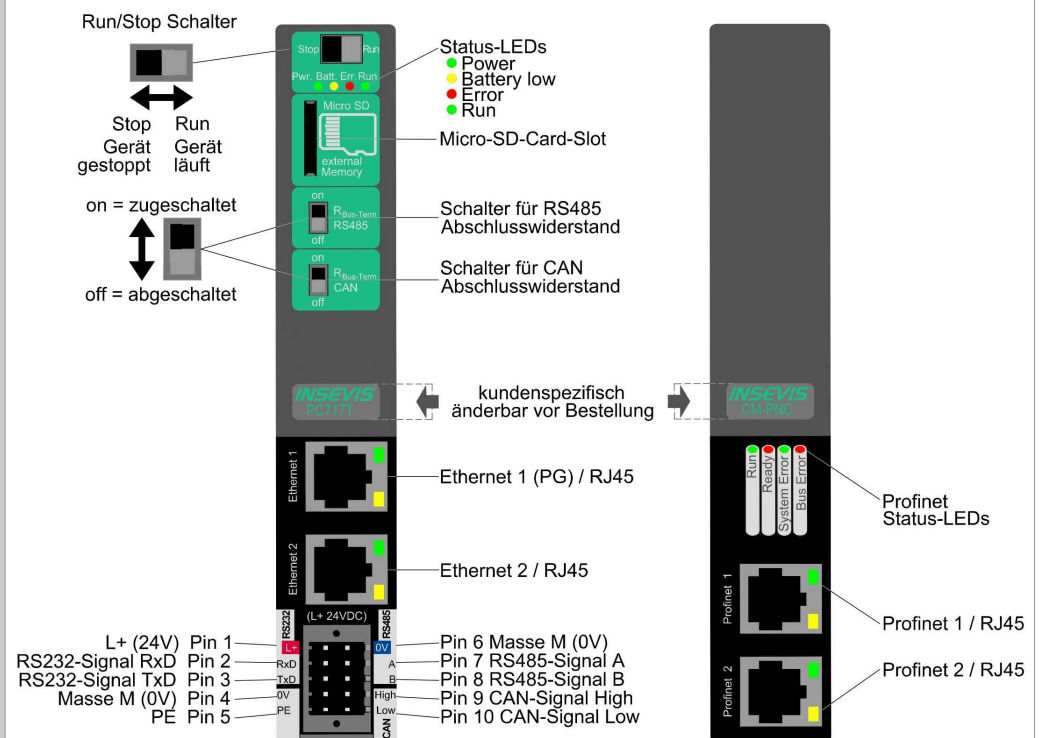 Run/Stop Schalter
Stop
Gerät
gestoppt
Run
Gerät
läuft
on = zugeschaltet
off = abgeschaltet
Stop
Run
Pwr. Batt. Err. Run
Micro SD
external
Memory
on
RBus-Term
RS485
off
on
RBus-Term
CAN
off
Status-LEDs
Power
Battery low
Error
Run
Micro-SD-Card-Slot
Schalter für RS485
Abschlusswiderstand
Schalter für CAN
Abschlusswiderstand
INSEVIS
PC717T
kundenspezifisch
änderbar vor Bestellung
INSEVIS
CM-PNC
Ethernet 1
Ethernet 1 (PG) / RJ45
Ethernet 2
Ethernet 2 / RJ45
RS232
(L+ 24VDC)
RS485
L+ (24V) Pin 1
RS232-Signal RxD Pin 2
RS232-Signal TxD Pin 3
Masse M (0V) Pin 4
PE Pin 5
L+
RxD
TxD
0V
PE
0V
A
B
High
Low
CAN
Pin 6 Masse M (0V)
Pin 7 RS485-Signal A
Pin 8 RS485-Signal B
Pin 9 CAN-Signal High
Pin 10 CAN-Signal Low
Run
Ready
System Error
Bus Error
Profinet
Status-LEDs
Profinet 1
Profinet 1 / RJ45
Profinet 2
Profinet 2 / RJ45